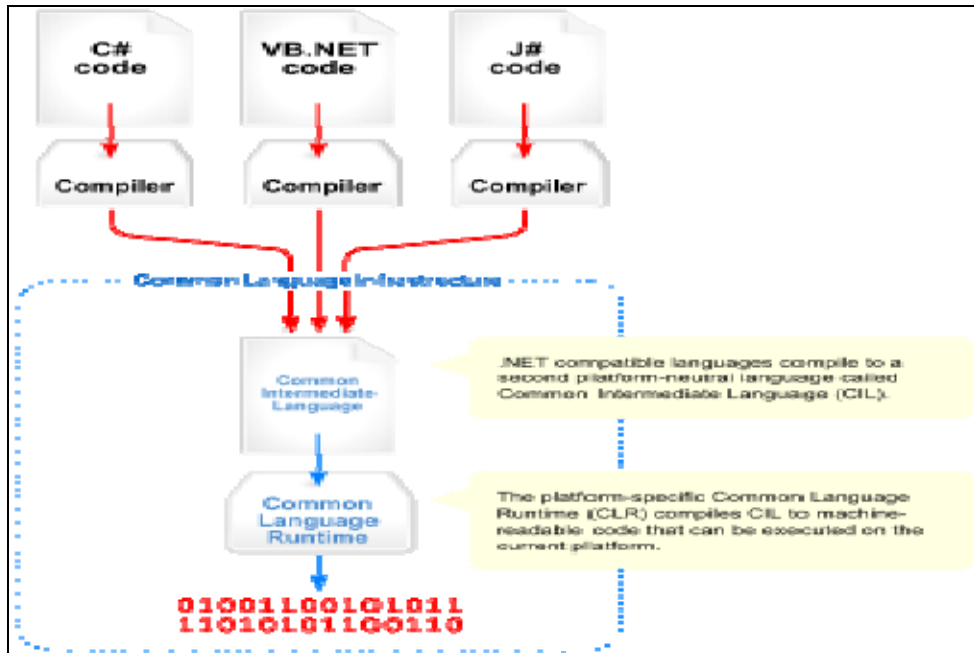 C#
code
VB.NET
code
J#
code
Compiler
Compiler
Compiler
Common Language Infrastructure
Common
Intermediate
Language
.NET compatible languages compile to a
second platform-neutral language called
Common Intermediate Language (CIL).
Common
Language
Runtime
The platform-specific Common Language
Runtime (CLR) compiles CIL to machine-
readable code that can be executed on the
current platform.
01001100101011
11010101100110